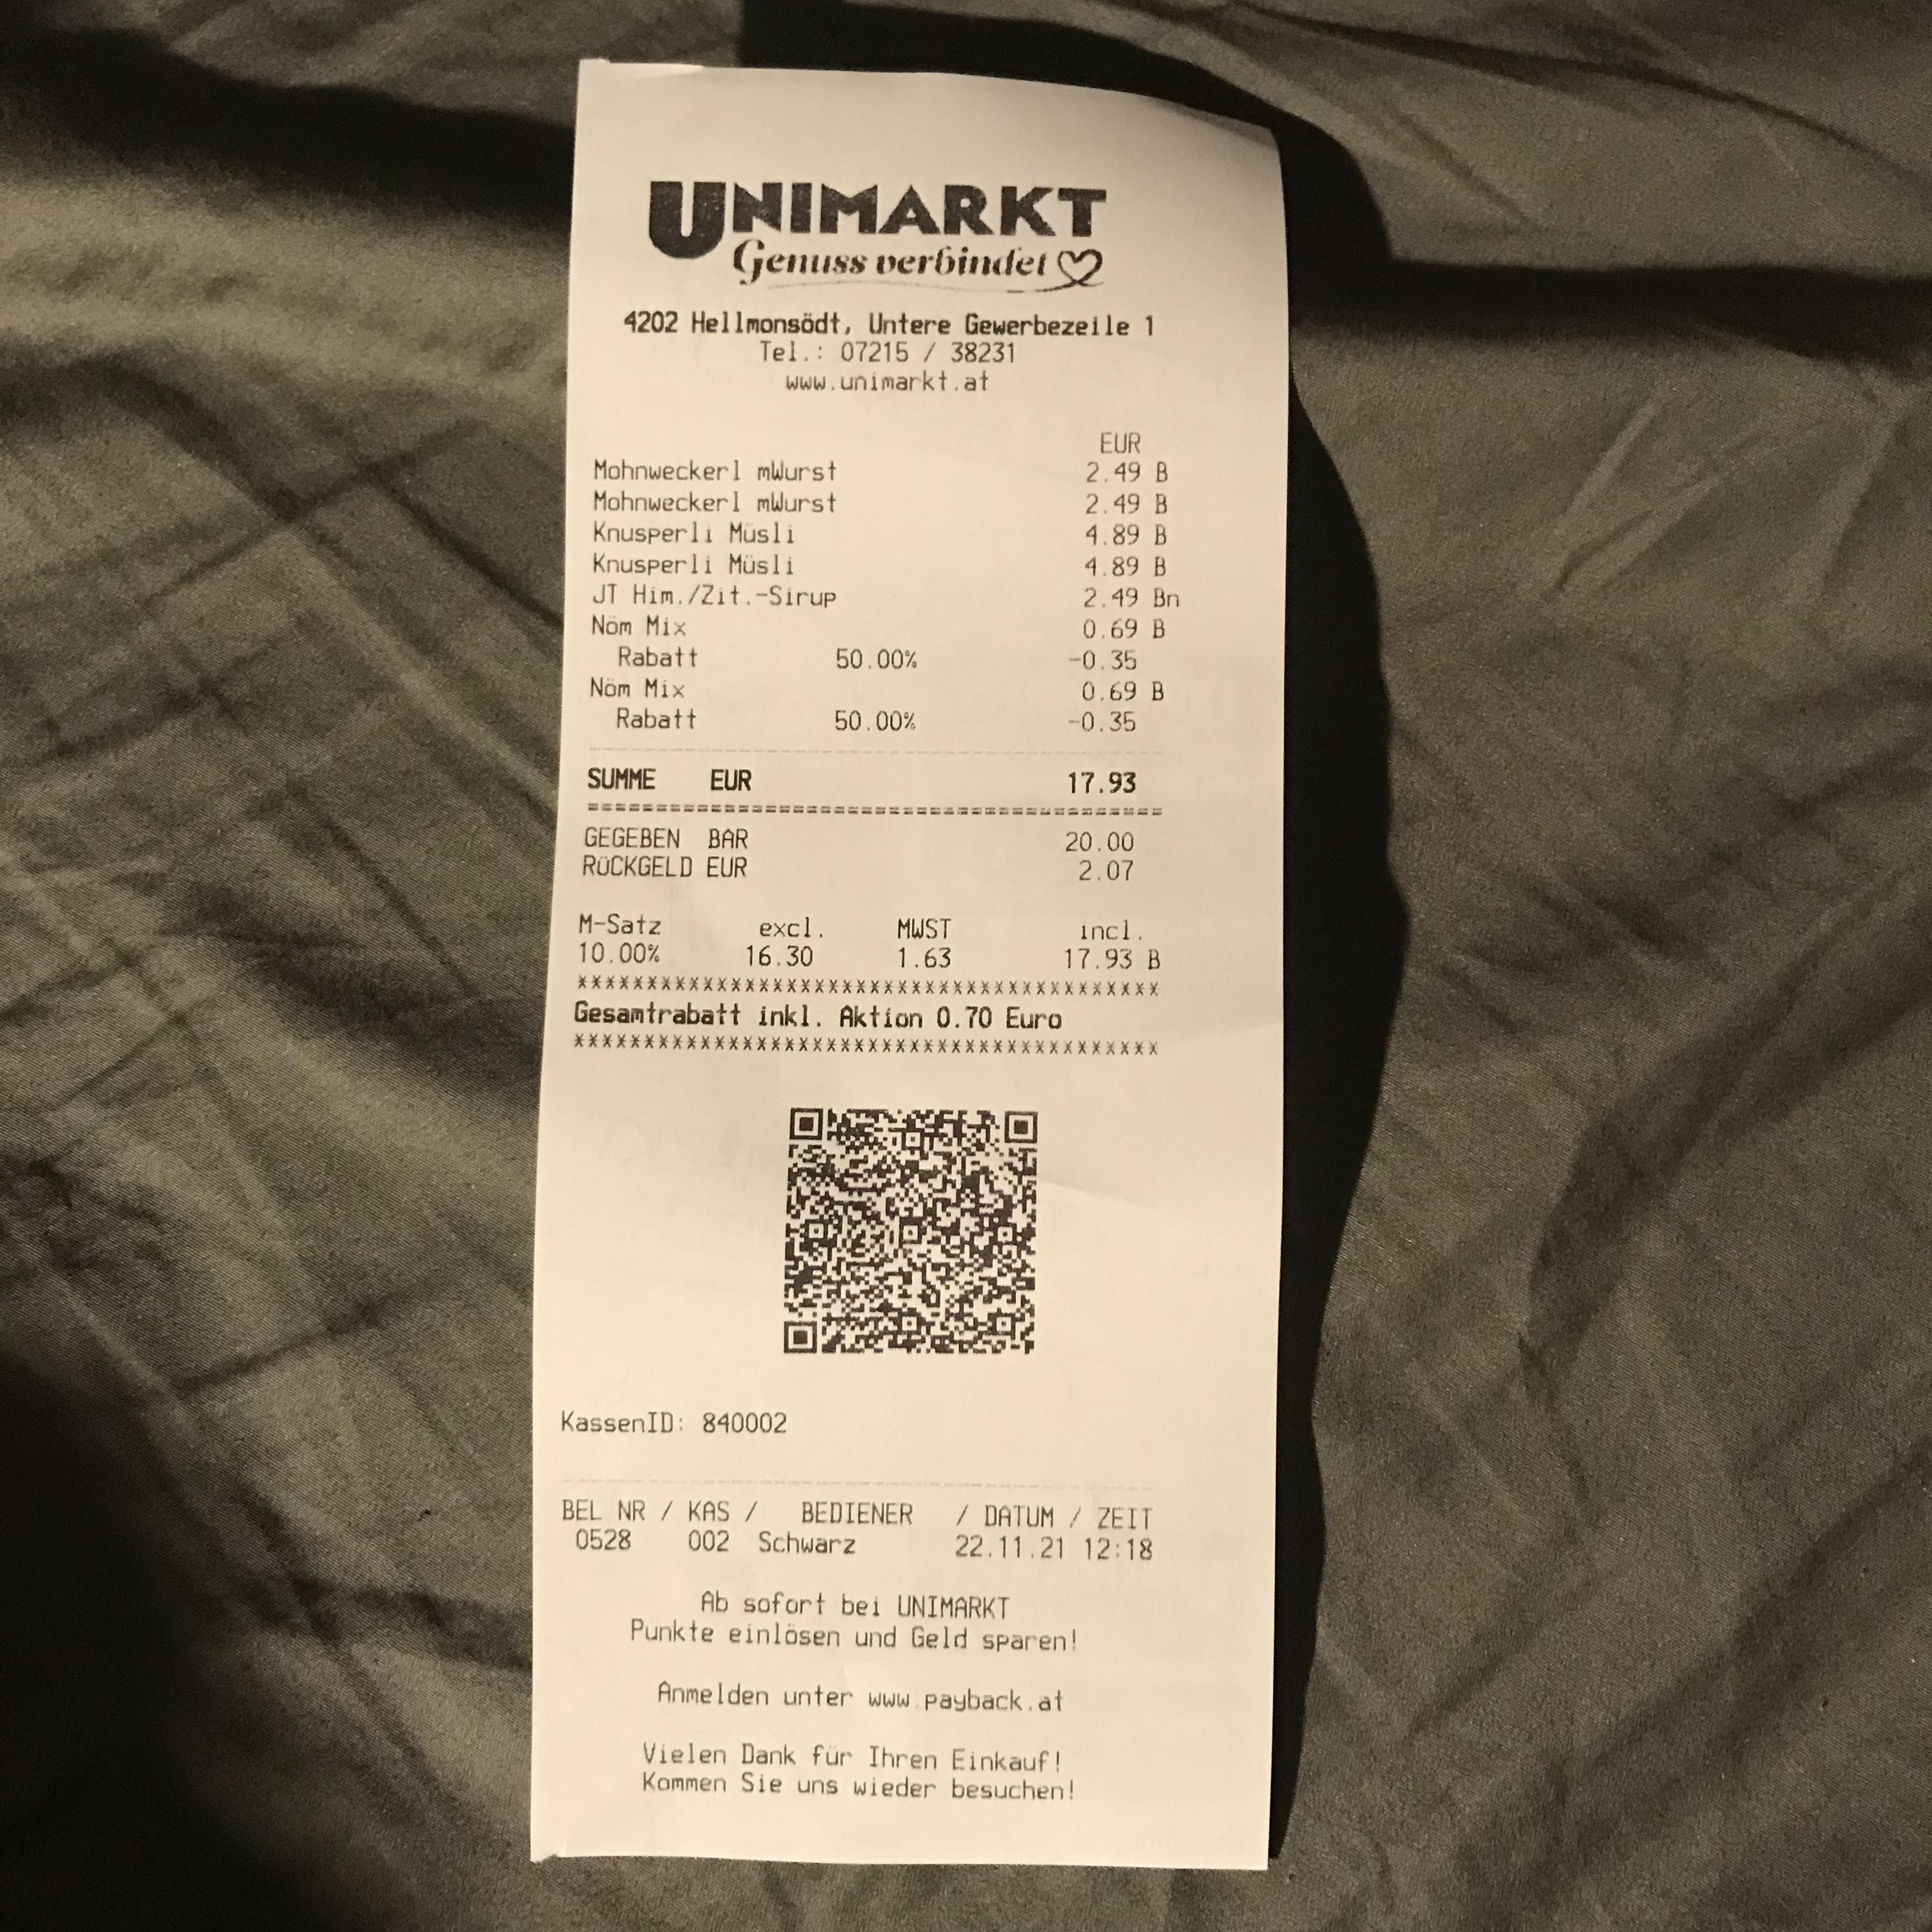 UNIMARKT
Genuss verbindet
4202 Hellmonsödt, Untere Gewerbezeile 1
Tel.: 07215 / 38231
www.unimarkt.at
EUR
Mohnweckerl mWurst 2.49 B
Mohnweckerl mWurst 2.49 B
Knusperli Müsli 4.89 B
Knusperli Müsli 4.89 B
JT Him./Zit.-Sirup 2.49 Bn
Nöm Mix 0.69 B
Rabatt 50.00% -0.35
Nöm Mix 0.69 B
Rabatt 50.00% -0.35
SUMME EUR 17.93
==========================================
GEGEBEN BAR 20.00
RÜCKGELD EUR 2.07
M-Satz excl. MWST incl.
10.00% 16.30 1.63 17.93 B
******************************************
Gesamtrabatt inkl. Aktion 0.70 Euro
******************************************
KassenID: 840002
BEL NR / KAS / BEDIENER / DATUM / ZEIT
0528 002 Schwarz 22.11.21 12:18
Ab sofort bei UNIMARKT
Punkte einlösen und Geld sparen!
Anmelden unter www.payback.at
Vielen Dank für Ihren Einkauf!
Kommen Sie uns wieder besuchen!